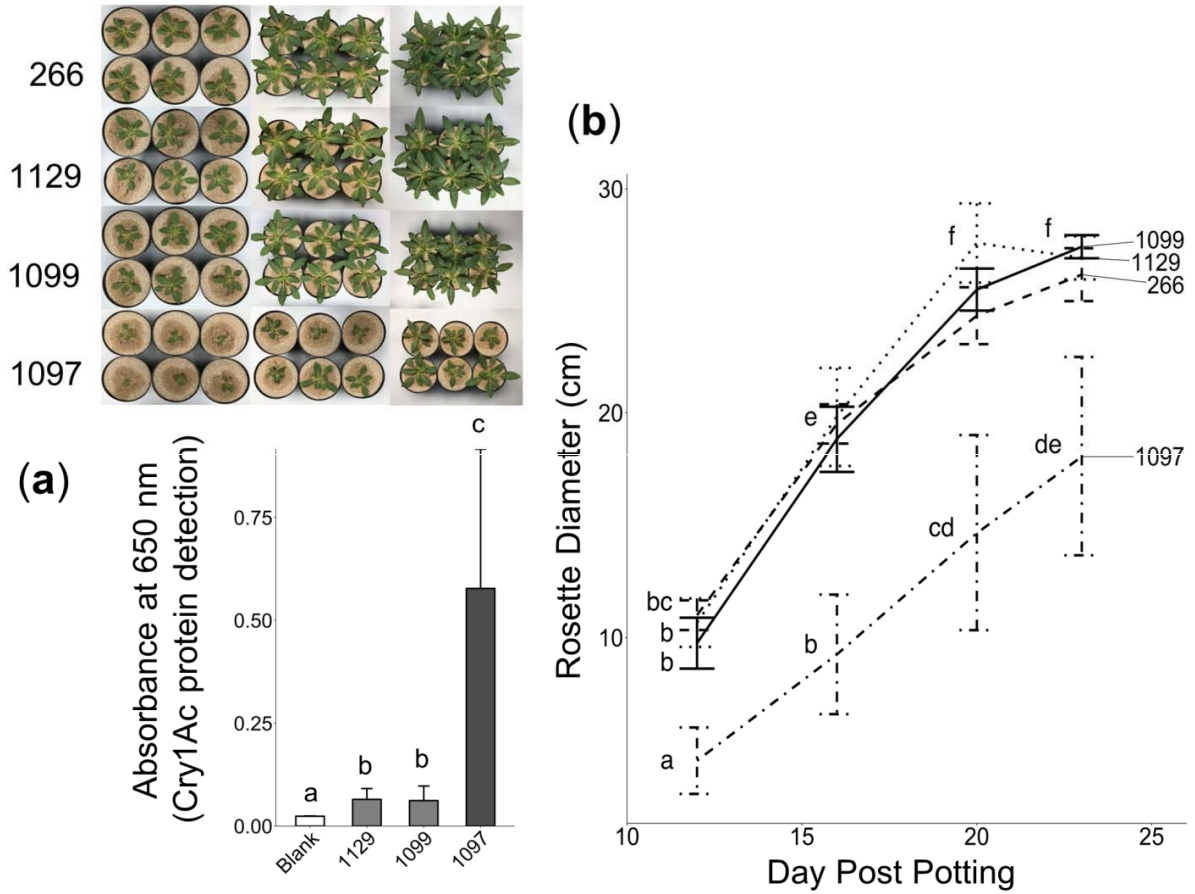 266
1129
1099
1097
(a)
Absorbance at 650 nm
(Cry1Ac protein detection)
0.75
0.50
0.25
0.00
a
b
b
c
Blank
1129
1099
1097
(b)
Rosette Diameter (cm)
30
20
10
f
f
e
bc
b
b
a
b
cd
de
1099
1129
266
1097
10
15
20
25
Day Post Potting